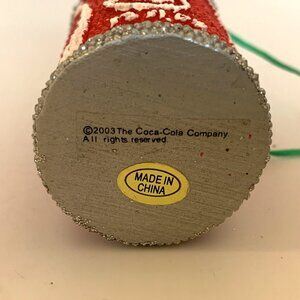 ©2003 The Coca-Cola Company
All rights reserved.
MADE IN
CHINA